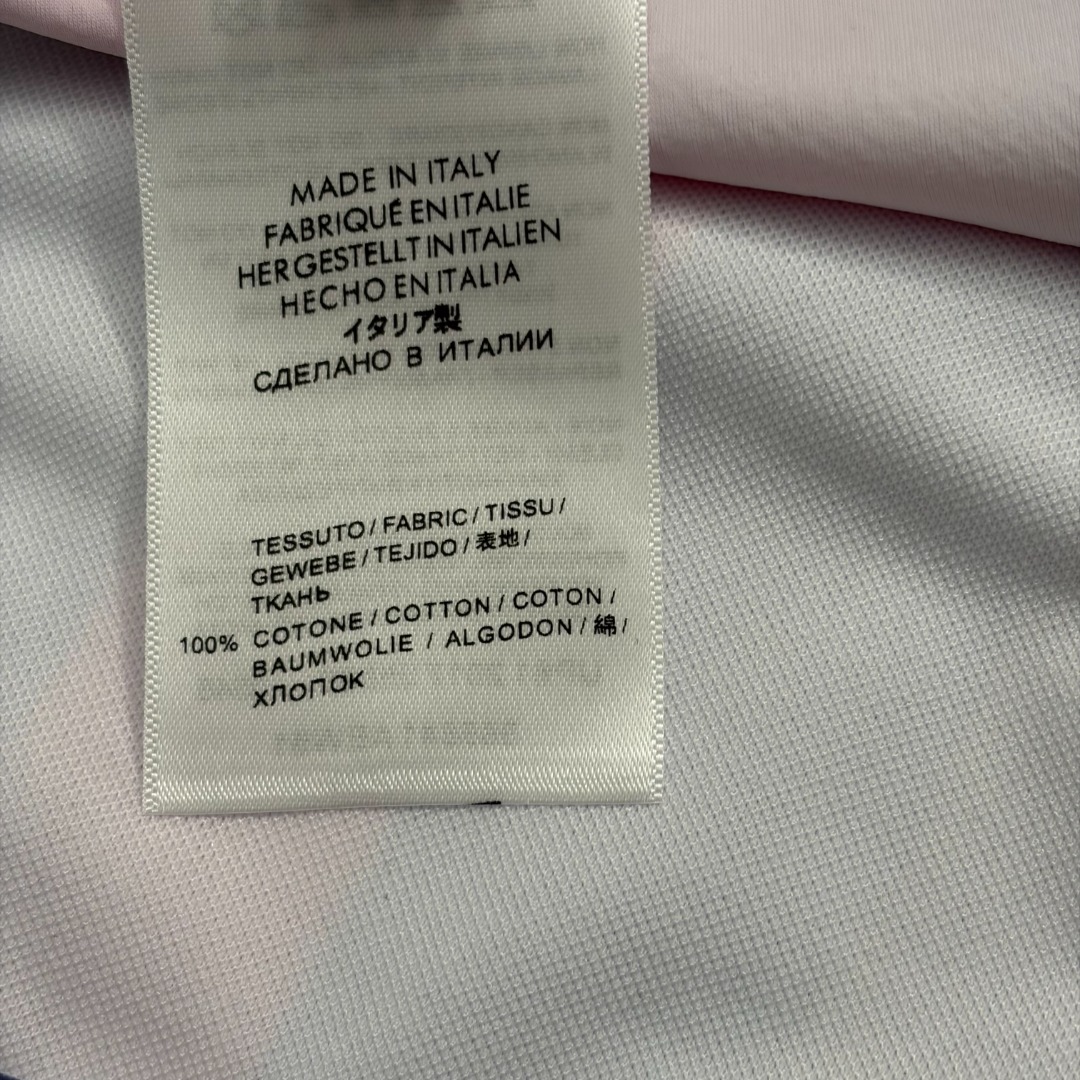 MADE IN ITALY
FABRIQUÉ EN ITALIE
HERGESTELLT IN ITALIEN
HECHO EN ITALIA
イタリア製
СДЕЛАНО В ИТАЛИИ
TESSUTO / FABRIC / TISSU /
GEWEBE / TEJIDO / 表地 /
ТКАНЬ
100% COTONE / COTTON / COTON /
BAUMWOLIE / ALGODON / 綿 /
ХЛОПОК